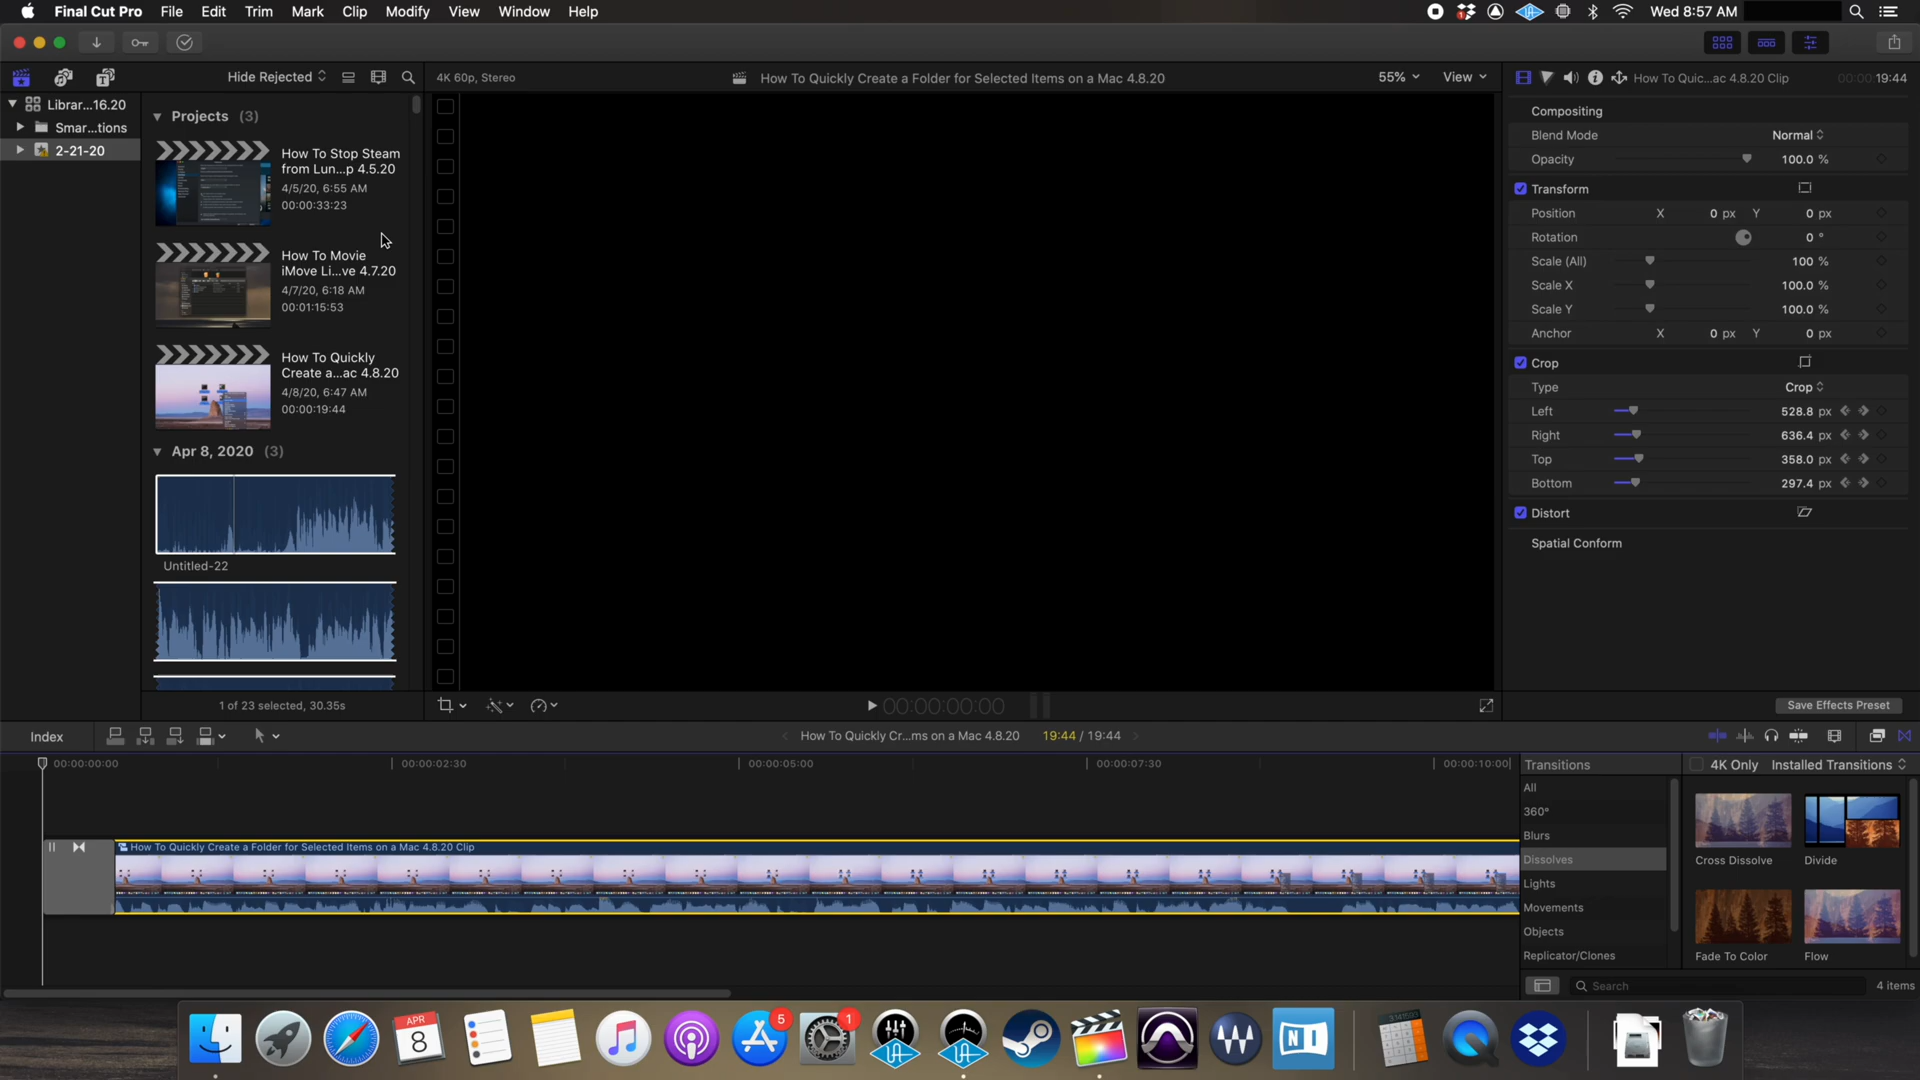 Final Cut Pro File Edit Trim Mark Clip Modify View Window Help
1 Wed 8:57 AM
Hide Rejected
4K 60p, Stereo
How To Quickly Create a Folder for Selected Items on a Mac 4.8.20
55% View
How To Quic...ac 4.8.20 Clip
00:00:19:44
Librar...16.20
Smar...tions
2-21-20
Projects (3)
How To Stop Steam
from Lun...p 4.5.20
4/5/20, 6:55 AM
00:00:33:23
How To Movie
iMove Li...ve 4.7.20
4/7/20, 6:18 AM
00:01:15:53
How To Quickly
Create a...ac 4.8.20
4/8/20, 6:47 AM
00:00:19:44
Apr 8, 2020 (3)
Untitled-22
1 of 23 selected, 30.35s
00:00:00:00
Compositing
Blend Mode Normal
Opacity 100.0 %
Transform
Position X 0 px Y 0 px
Rotation 0 °
Scale (All) 100 %
Scale X 100.0 %
Scale Y 100.0 %
Anchor X 0 px Y 0 px
Crop
Type Crop
Left 528.8 px
Right 636.4 px
Top 358.0 px
Bottom 297.4 px
Distort
Spatial Conform
Save Effects Preset
Index
How To Quickly Cr...ms on a Mac 4.8.20 19:44 / 19:44
00:00:00:00 00:00:02:30 00:00:05:00 00:00:07:30 00:00:10:00
How To Quickly Create a Folder for Selected Items on a Mac 4.8.20 Clip
Transitions
4K Only Installed Transitions
All
360°
Blurs
Dissolves
Lights
Movements
Objects
Replicator/Clones
Cross Dissolve
Divide
Fade To Color
Flow
Search
4 items
APR
8
5
1